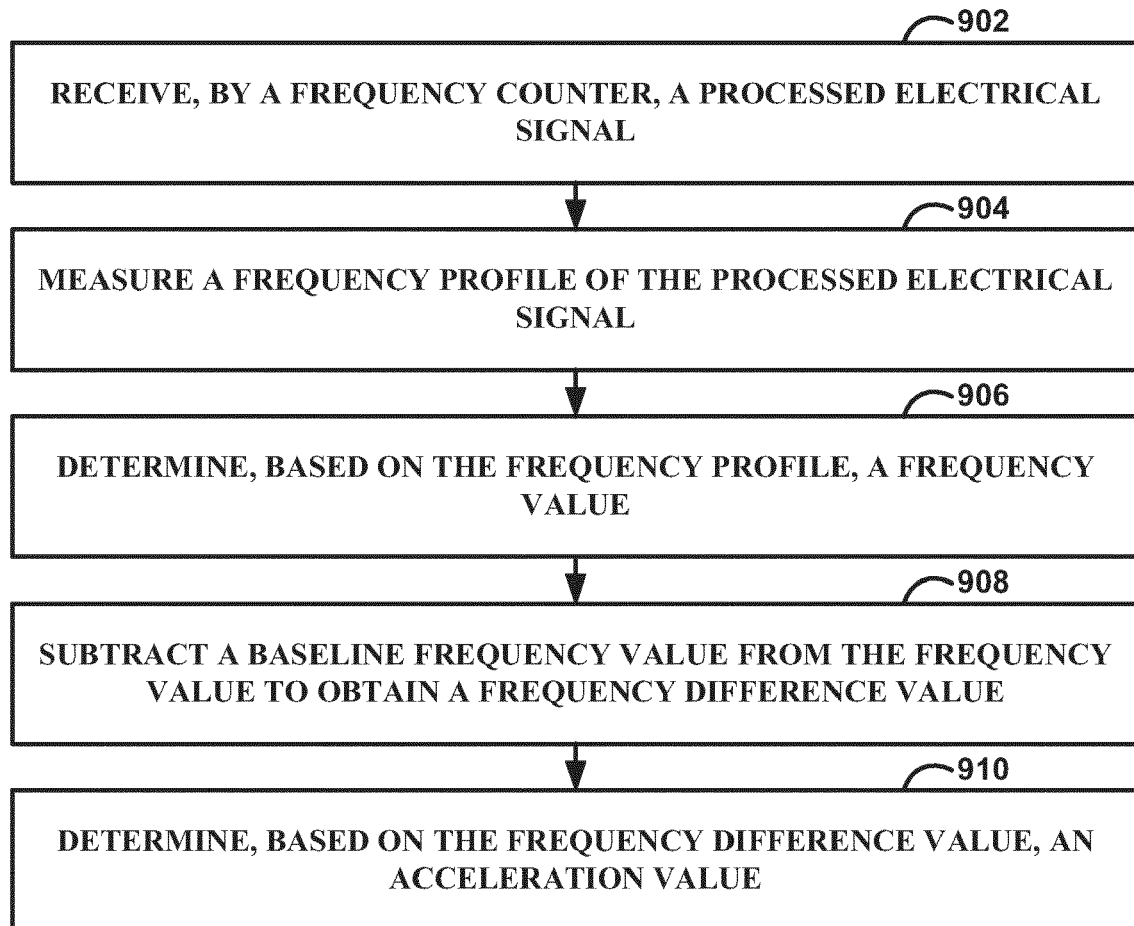 902
RECEIVE, BY A FREQUENCY COUNTER, A PROCESSED ELECTRICAL
SIGNAL
904
MEASURE A FREQUENCY PROFILE OF THE PROCESSED ELECTRICAL
SIGNAL
906
DETERMINE, BASED ON THE FREQUENCY PROFILE, A FREQUENCY
VALUE
908
SUBTRACT A BASELINE FREQUENCY VALUE FROM THE FREQUENCY
VALUE TO OBTAIN A FREQUENCY DIFFERENCE VALUE
910
DETERMINE, BASED ON THE FREQUENCY DIFFERENCE VALUE, AN
ACCELERATION VALUE